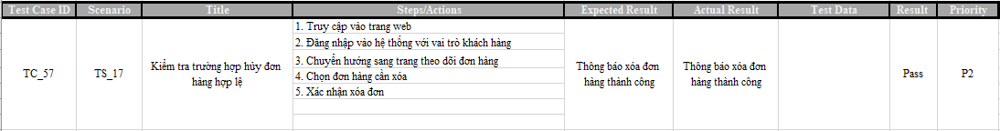 Test Case ID Scenario Title Steps/Actions Expected Result Actual Result Test Data Result Priority
1. Truy cập vào trang web
2. Đăng nhập vào hệ thống với vai trò khách hàng
3. Chuyển hướng sang trang theo dõi đơn hàng
TC_57 TS_17 Kiểm tra trường hợp hủy đơn hàng hợp lệ
4. Chọn đơn hàng cần xóa
5. Xác nhận xóa đơn
Thông báo xóa đơn hàng thành công
Thông báo xóa đơn hàng thành công
Pass P2